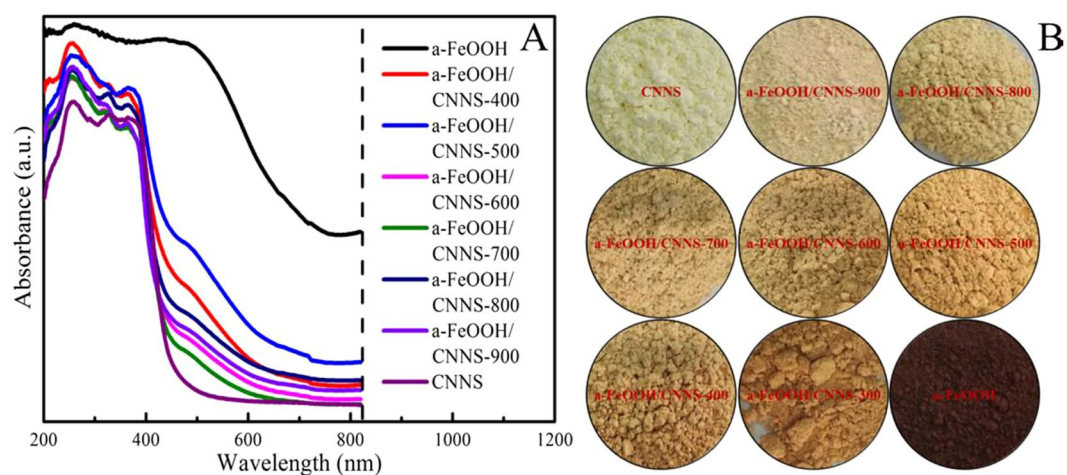 A
a-FeOOH
a-FeOOH/
CNNS-400
a-FeOOH/
CNNS-500
a-FeOOH/
CNNS-600
a-FeOOH/
CNNS-700
a-FeOOH/
CNNS-800
a-FeOOH/
CNNS-900
CNNS
Absorbance (a.u.)
200 400 600 800 1000 1200
Wavelength (nm)
B
CNNS a-FeOOH/CNNS-900 a-FeOOH/CNNS-800
a-FeOOH/CNNS-700 a-FeOOH/CNNS-600 a-FeOOH/CNNS-500
a-FeOOH/CNNS-400 a-FeOOH/CNNS-300 a-FeOOH